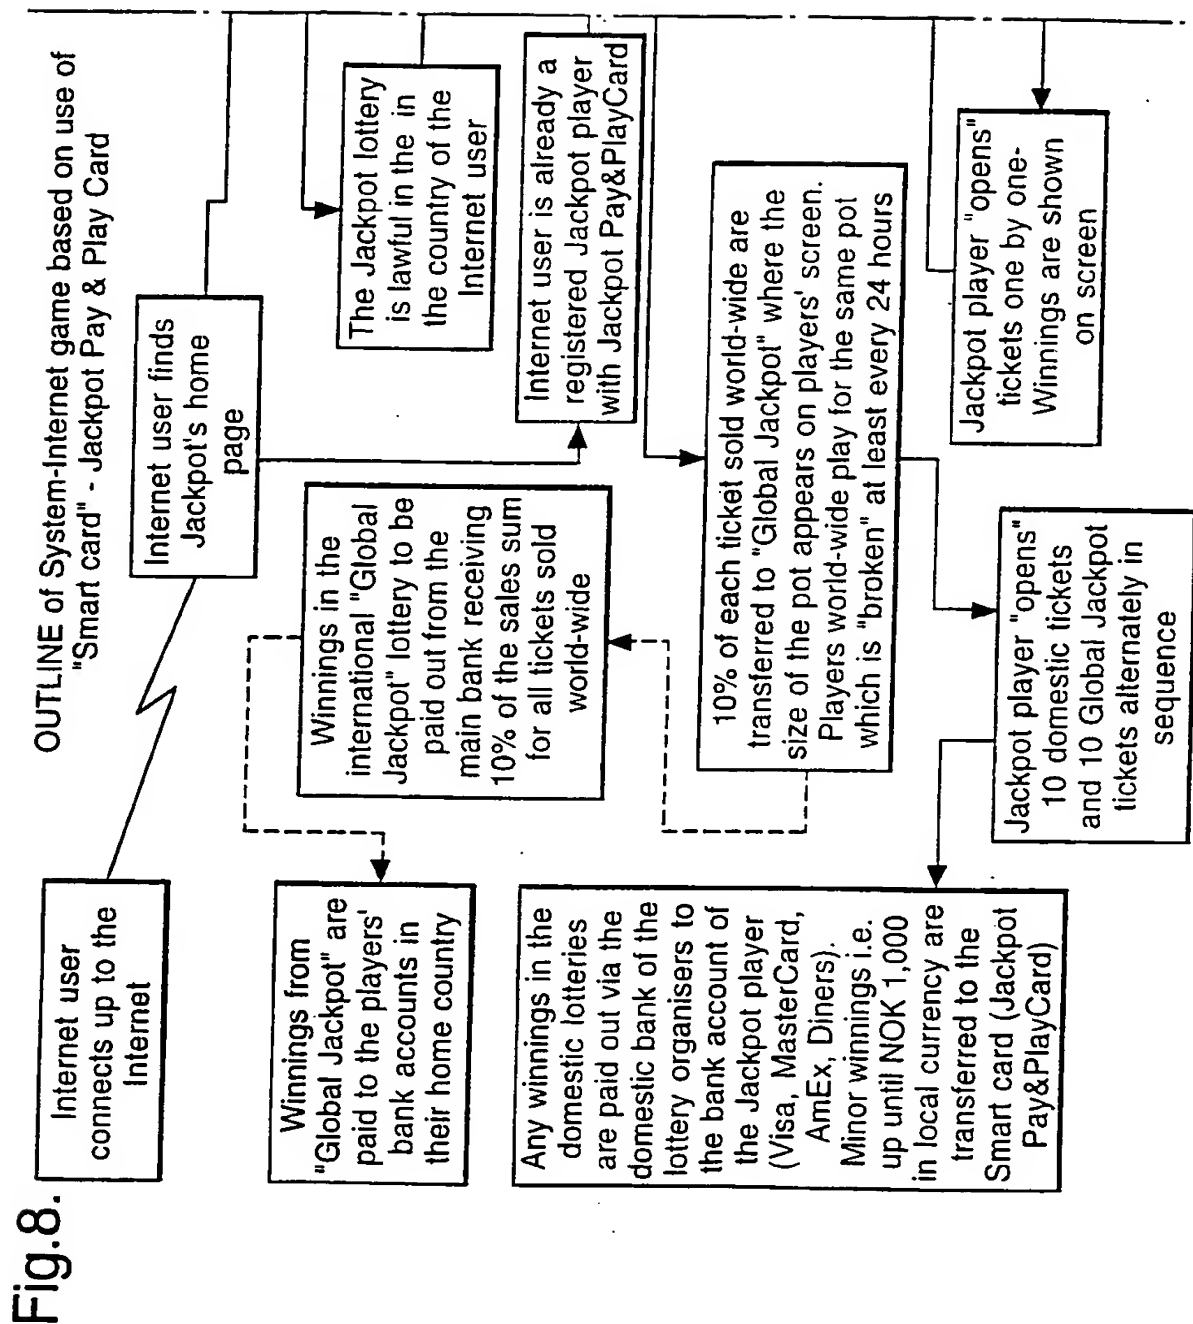 Fig.8.
OUTLINE of System-Internet game based on use of
"Smart card" - Jackpot Pay & Play Card
Internet user
connects up to the
Internet
Internet user finds
Jackpot's home
page
The Jackpot lottery
is lawful in the in
the country of the
Internet user
Winnings from
"Global Jackpot" are
paid to the players'
bank accounts in
their home country
Winnings in the
international "Global
Jackpot" lottery to be
paid out from the
main bank receiving
10% of the sales sum
for all tickets sold
world-wide
Internet user is already a
registered Jackpot player
with Jackpot Pay&PlayCard
Any winnings in the
domestic lotteries
are paid out via the
domestic bank of the
lottery organisers to
the bank account of
the Jackpot player
(Visa, MasterCard,
AmEx, Diners).
Minor winnings i.e.
up until NOK 1,000
in local currency are
transferred to the
Smart card (Jackpot
Pay&PlayCard)
10% of each ticket sold world-wide are
transferred to "Global Jackpot" where the
size of the pot appears on players' screen.
Players world-wide play for the same pot
which is "broken" at least every 24 hours
Jackpot player "opens"
10 domestic tickets
and 10 Global Jackpot
tickets alternately in
sequence
Jackpot player "opens"
tickets one by one-
Winnings are shown
on screen